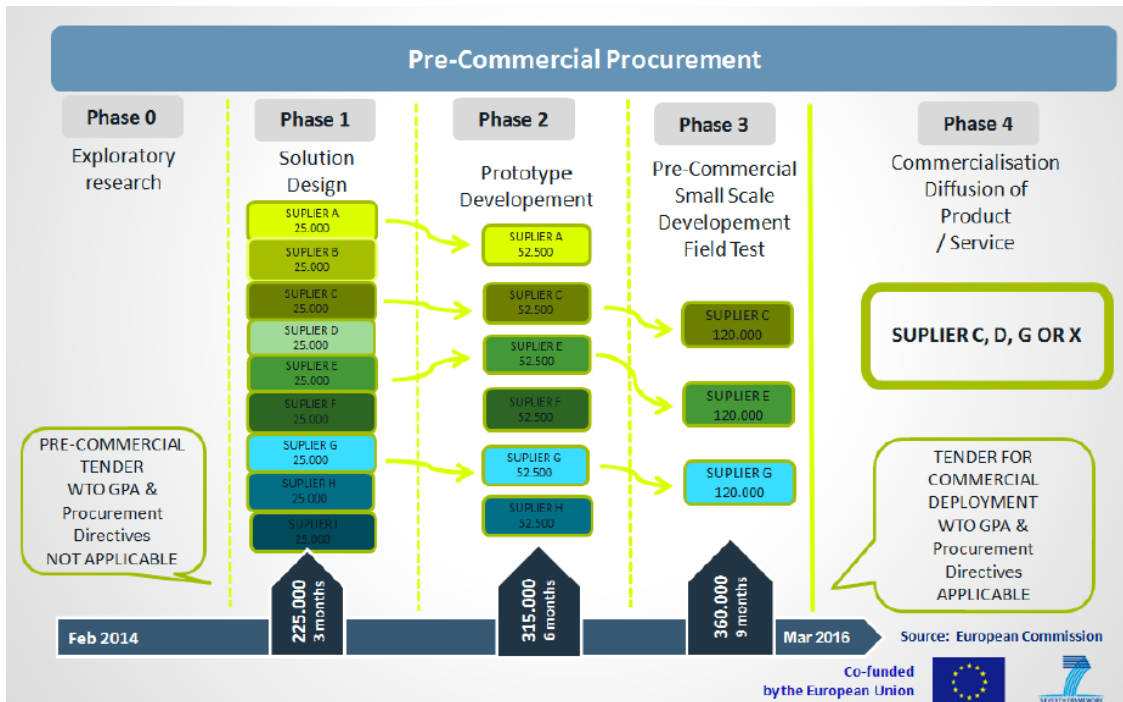 Pre-Commercial Procurement
Phase 0
Exploratory
research
Phase 1
Solution
Design
SUPLIER A
25.000
SUPLIER B
25.000
SUPLIER C
25.000
SUPLIER D
25.000
SUPLIER E
25.000
SUPLIER F
25.000
SUPLIER G
25.000
SUPLIER H
25.000
SUPLIER I
25.000
Phase 2
Prototype
Developement
SUPLIER A
52.500
SUPLIER C
52.500
SUPLIER E
52.500
SUPLIER F
52.500
SUPLIER G
52.500
SUPLIER H
52.500
Phase 3
Pre-Commercial
Small Scale
Developement
Field Test
SUPLIER C
120.000
SUPLIER E
120.000
SUPLIER G
120.000
Phase 4
Commercialisation
Diffusion of
Product
/ Service
SUPLIER C, D, G OR X
PRE-COMMERCIAL
TENDER
WTO GPA &
Procurement
Directives
NOT APPLICABLE
TENDER FOR
COMMERCIAL
DEPLOYMENT
WTO GPA &
Procurement
Directives
APPLICABLE
225.000
3 months
315.000
6 months
360.000
9 months
Feb 2014
Mar 2016
Source: European Commission
Co-funded
by the European Union
SEVENTH FRAMEWORK